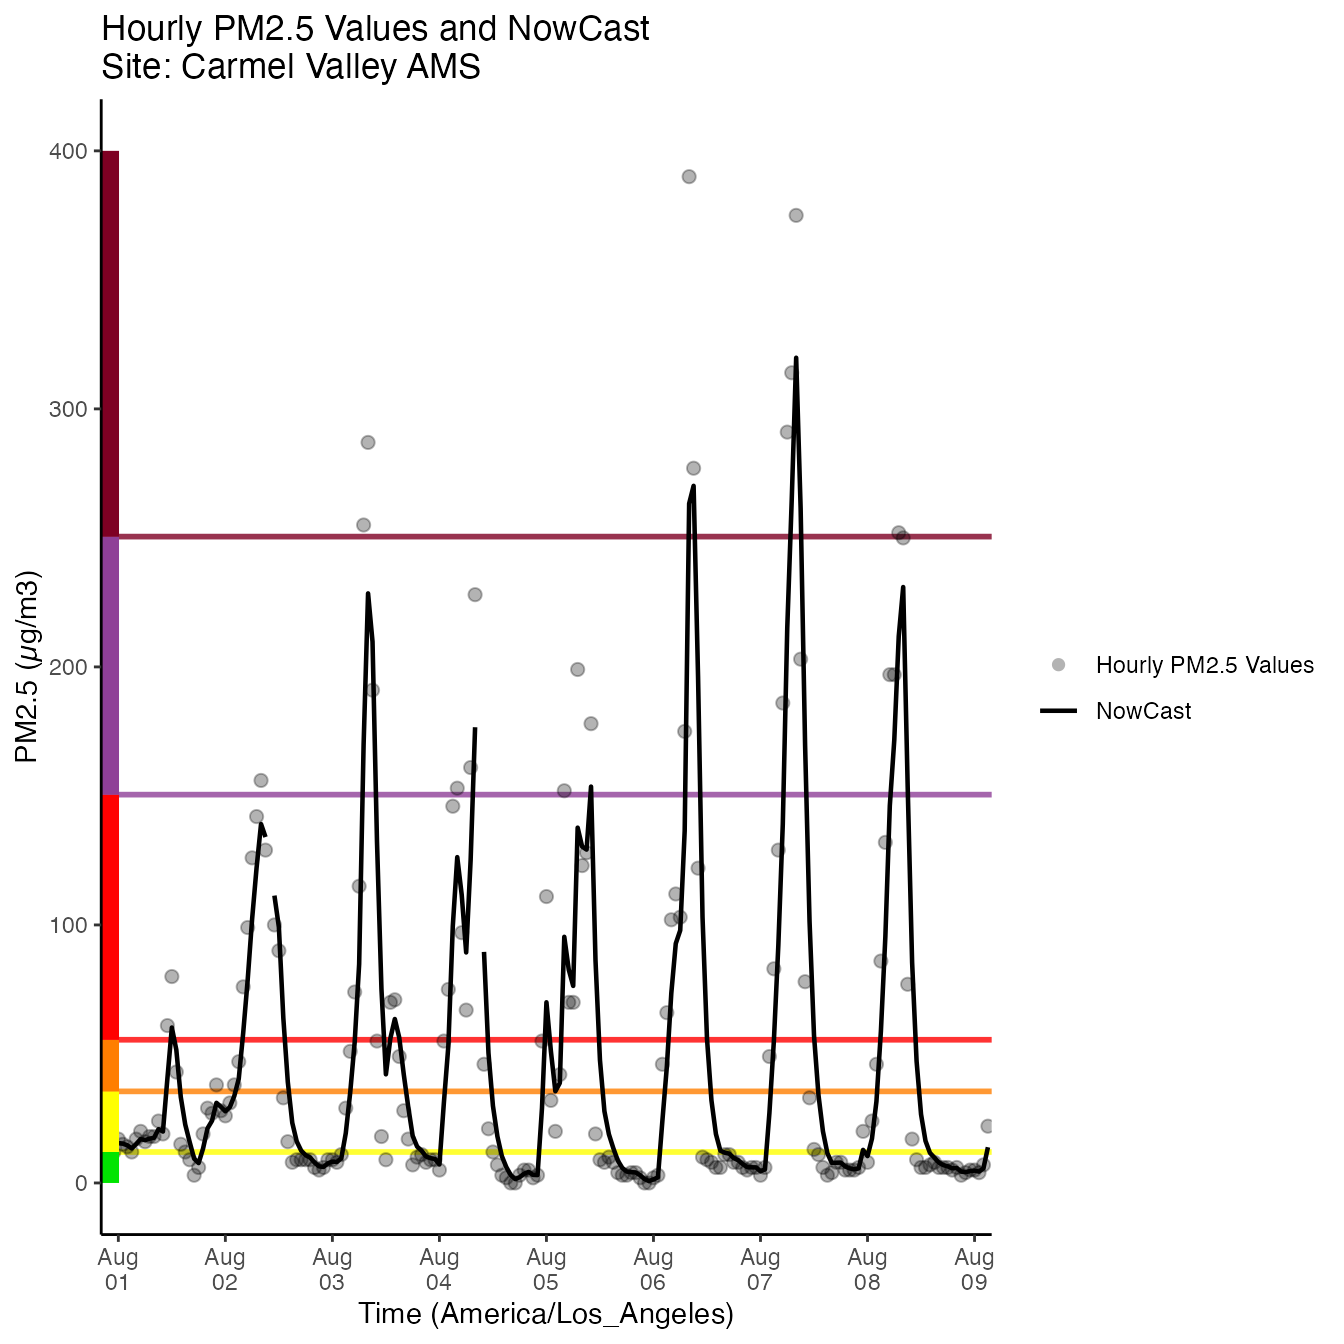 Hourly PM2.5 Values and NowCast
Site: Carmel Valley AMS
PM2.5 (µg/m3)
400
300
200
100
0
Aug 01
Aug 02
Aug 03
Aug 04
Aug 05
Aug 06
Aug 07
Aug 08
Aug 09
Time (America/Los_Angeles)
Hourly PM2.5 Values
NowCast